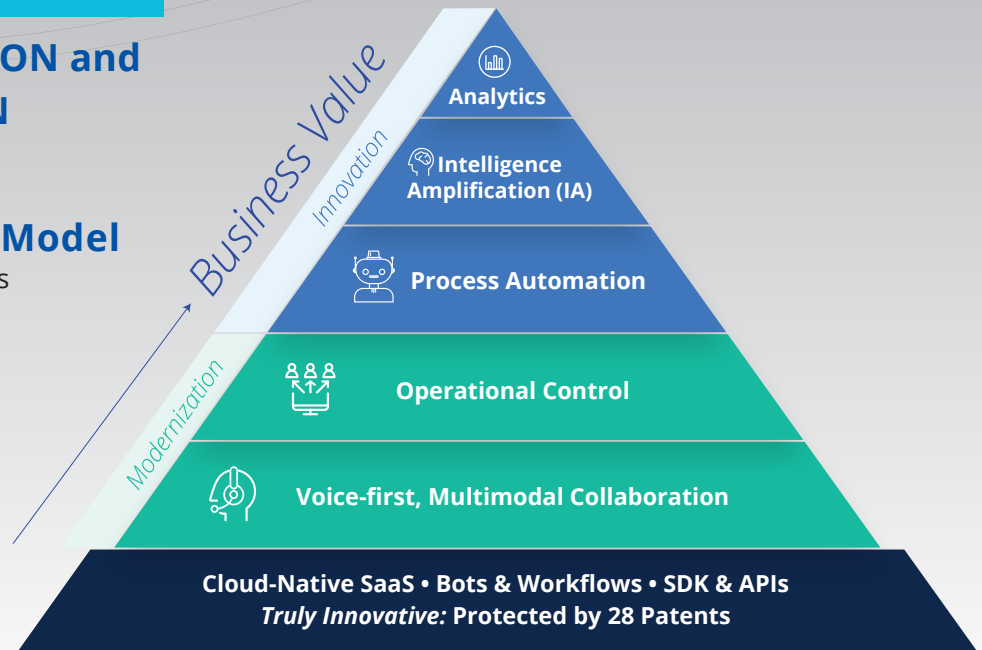 ON and
N
Model
s
Business Value
Innovation
Modernization
Analytics
Intelligence
Amplification (IA)
Process Automation
Operational Control
Voice-first, Multimodal Collaboration
Cloud-Native SaaS • Bots & Workflows • SDK & APIs
Truly Innovative: Protected by 28 Patents